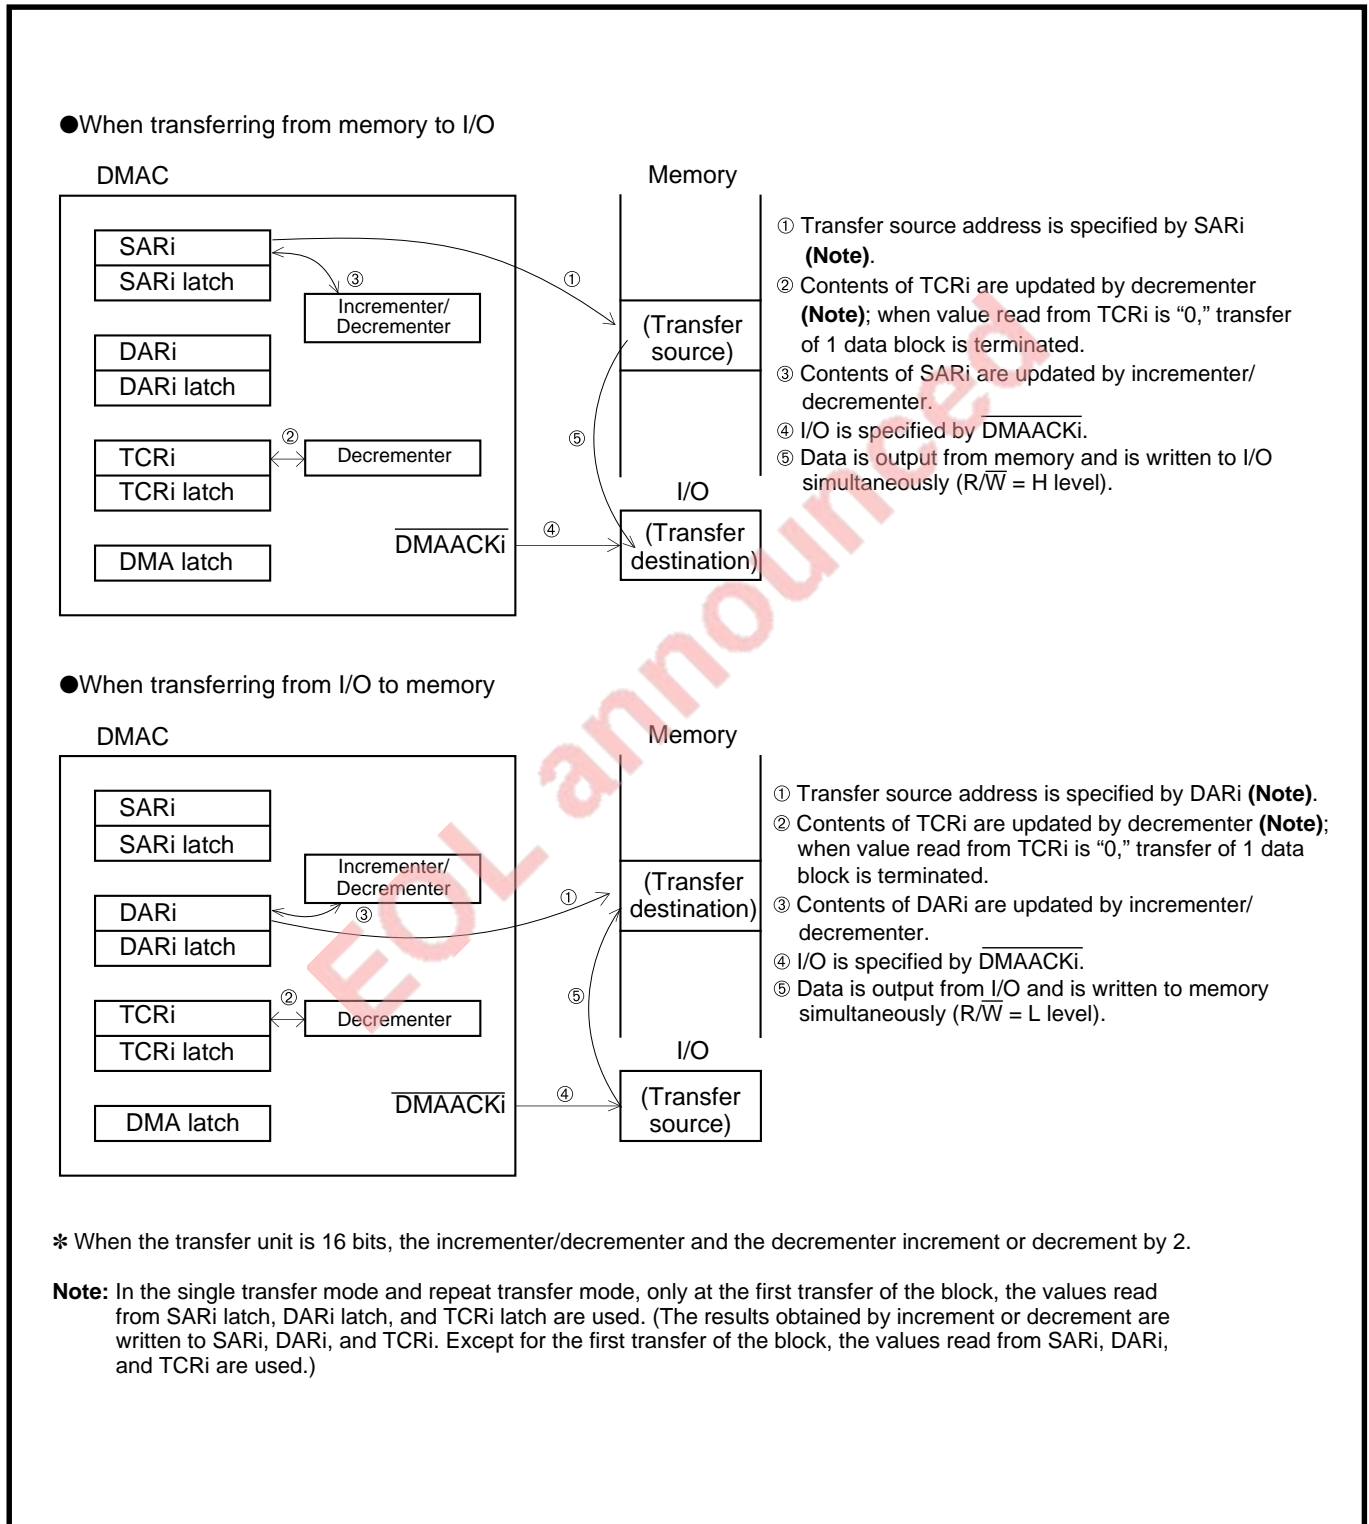 ●When transferring from memory to I/O
DMAC
Memory
SARi
SARi latch
③
①
Incrementer/
Decrementer
(Transfer
source)
DARi
DARi latch
⑤
②
TCRi
Decrementer
TCRi latch
I/O
DMAACKi
④
(Transfer
destination)
DMA latch
① Transfer source address is specified by SARi
(Note).
② Contents of TCRi are updated by decrementer
(Note); when value read from TCRi is “0,” transfer
of 1 data block is terminated.
③ Contents of SARi are updated by incrementer/
decrementer.
④ I/O is specified by DMAACKi.
⑤ Data is output from memory and is written to I/O
simultaneously (R/W = H level).
●When transferring from I/O to memory
DMAC
Memory
SARi
SARi latch
Incrementer/
Decrementer
①
(Transfer
destination)
DARi
③
DARi latch
⑤
②
TCRi
Decrementer
TCRi latch
I/O
DMAACKi
④
(Transfer
source)
DMA latch
① Transfer source address is specified by DARi (Note).
② Contents of TCRi are updated by decrementer (Note);
when value read from TCRi is “0,” transfer of 1 data
block is terminated.
③ Contents of DARi are updated by incrementer/
decrementer.
④ I/O is specified by DMAACKi.
⑤ Data is output from I/O and is written to memory
simultaneously (R/W = L level).
✻ When the transfer unit is 16 bits, the incrementer/decrementer and the decrementer increment or decrement by 2.
Note: In the single transfer mode and repeat transfer mode, only at the first transfer of the block, the values read
from SARi latch, DARi latch, and TCRi latch are used. (The results obtained by increment or decrement are
written to SARi, DARi, and TCRi. Except for the first transfer of the block, the values read from SARi, DARi,
and TCRi are used.)
EOL announced